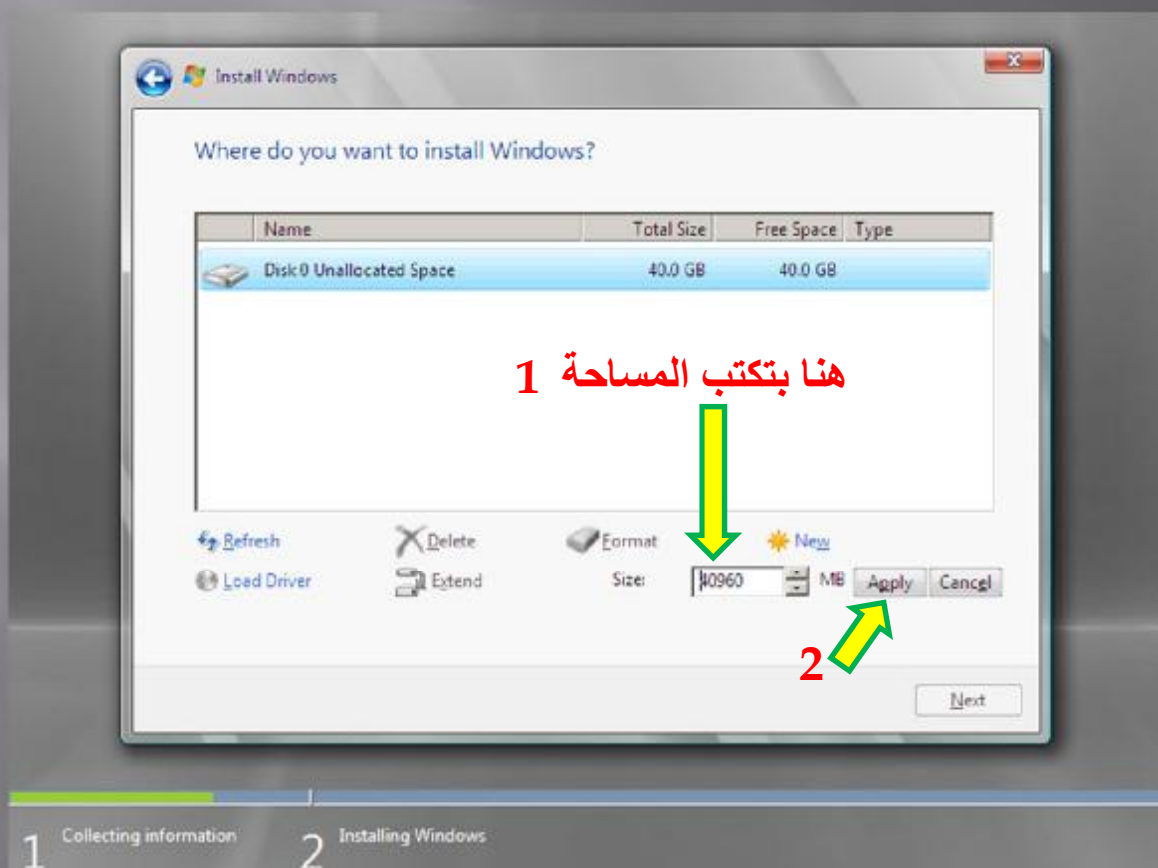 Install Windows
Where do you want to install Windows?
Name Total Size Free Space Type
Disk 0 Unallocated Space 40.0 GB 40.0 GB
هنا بتكتب المساحة 1
Refresh Delete Format New
Load Driver Extend Size: 40960 MB Apply Cancel
2
Next
1 Collecting information 2 Installing Windows